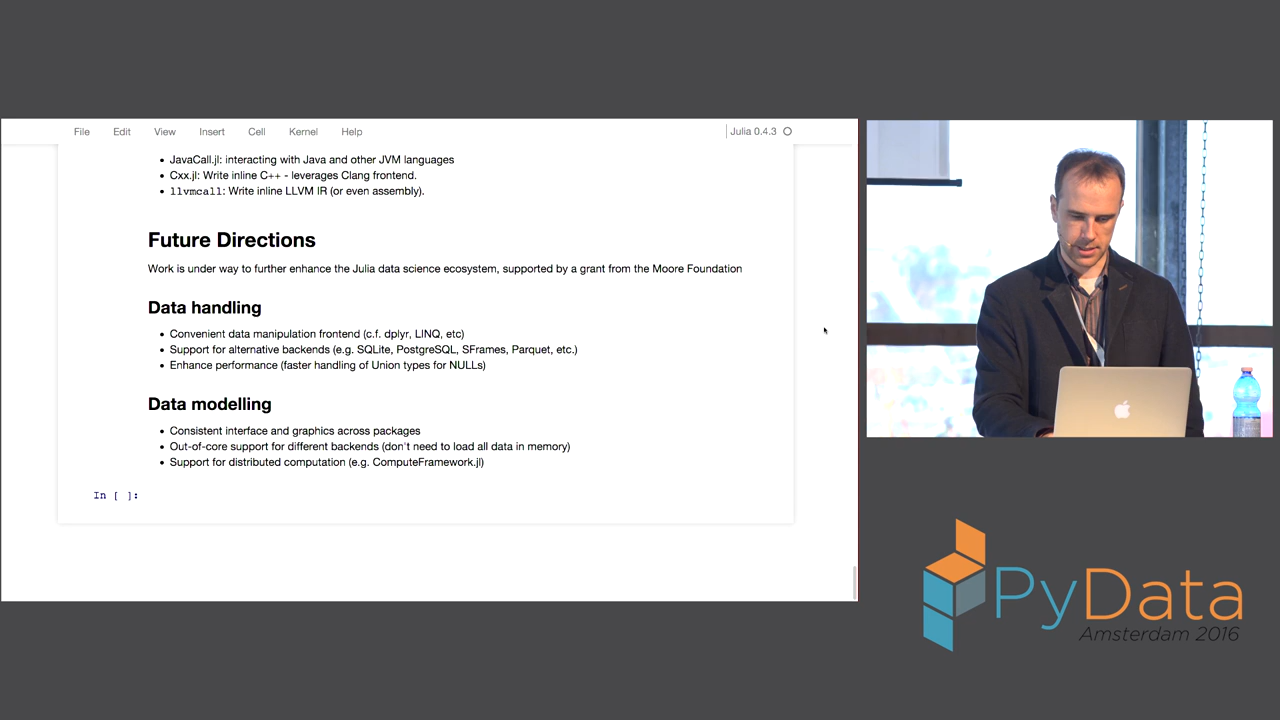 File Edit View Insert Cell Kernel Help Julia 0.4.3
JavaCall.jl: interacting with Java and other JVM languages
Cxx.jl: Write inline C++ - leverages Clang frontend.
llvmcall: Write inline LLVM IR (or even assembly).
Future Directions
Work is under way to further enhance the Julia data science ecosystem, supported by a grant from the Moore Foundation
Data handling
Convenient data manipulation frontend (c.f. dplyr, LINQ, etc)
Support for alternative backends (e.g. SQLite, PostgreSQL, SFrames, Parquet, etc.)
Enhance performance (faster handling of Union types for NULLs)
Data modelling
Consistent interface and graphics across packages
Out-of-core support for different backends (don't need to load all data in memory)
Support for distributed computation (e.g. ComputeFramework.jl)
In [ ]:
PyData
Amsterdam 2016